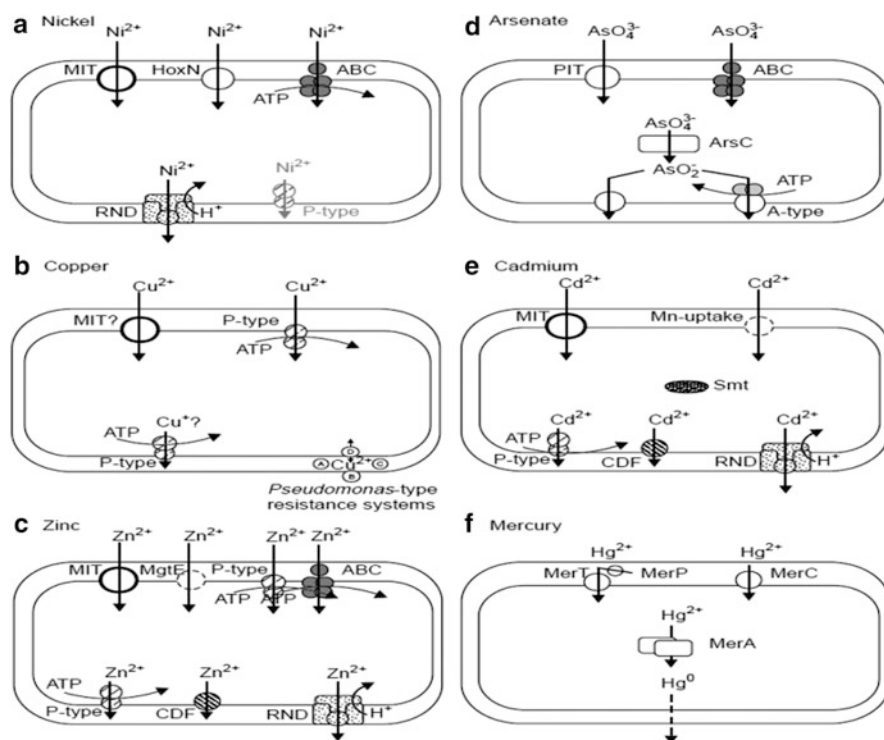 a Nickel
Ni2+ Ni2+ Ni2+
MIT HoxN ABC
ATP
Ni2+ Ni2+
RND H+ P-type
b Copper
Cu2+ Cu2+
MIT? P-type
ATP
Cu+?
ATP
P-type
D
A Cu2+ C
B
Pseudomonas-type
resistance systems
c Zinc
Zn2+ Zn2+ Zn2+ Zn2+
MIT MgtE P-type ABC
ATP ATP
Zn2+ Zn2+ Zn2+
ATP
P-type CDF RND H+
d Arsenate
AsO43- AsO43-
PIT ABC
AsO43-
ArsC
AsO2-
ATP
A-type
e Cadmium
Cd2+ Cd2+
MIT Mn-uptake
Smt
Cd2+ Cd2+ Cd2+
ATP
P-type CDF RND H+
f Mercury
Hg2+ Hg2+
MerT MerP MerC
Hg2+
MerA
Hg0